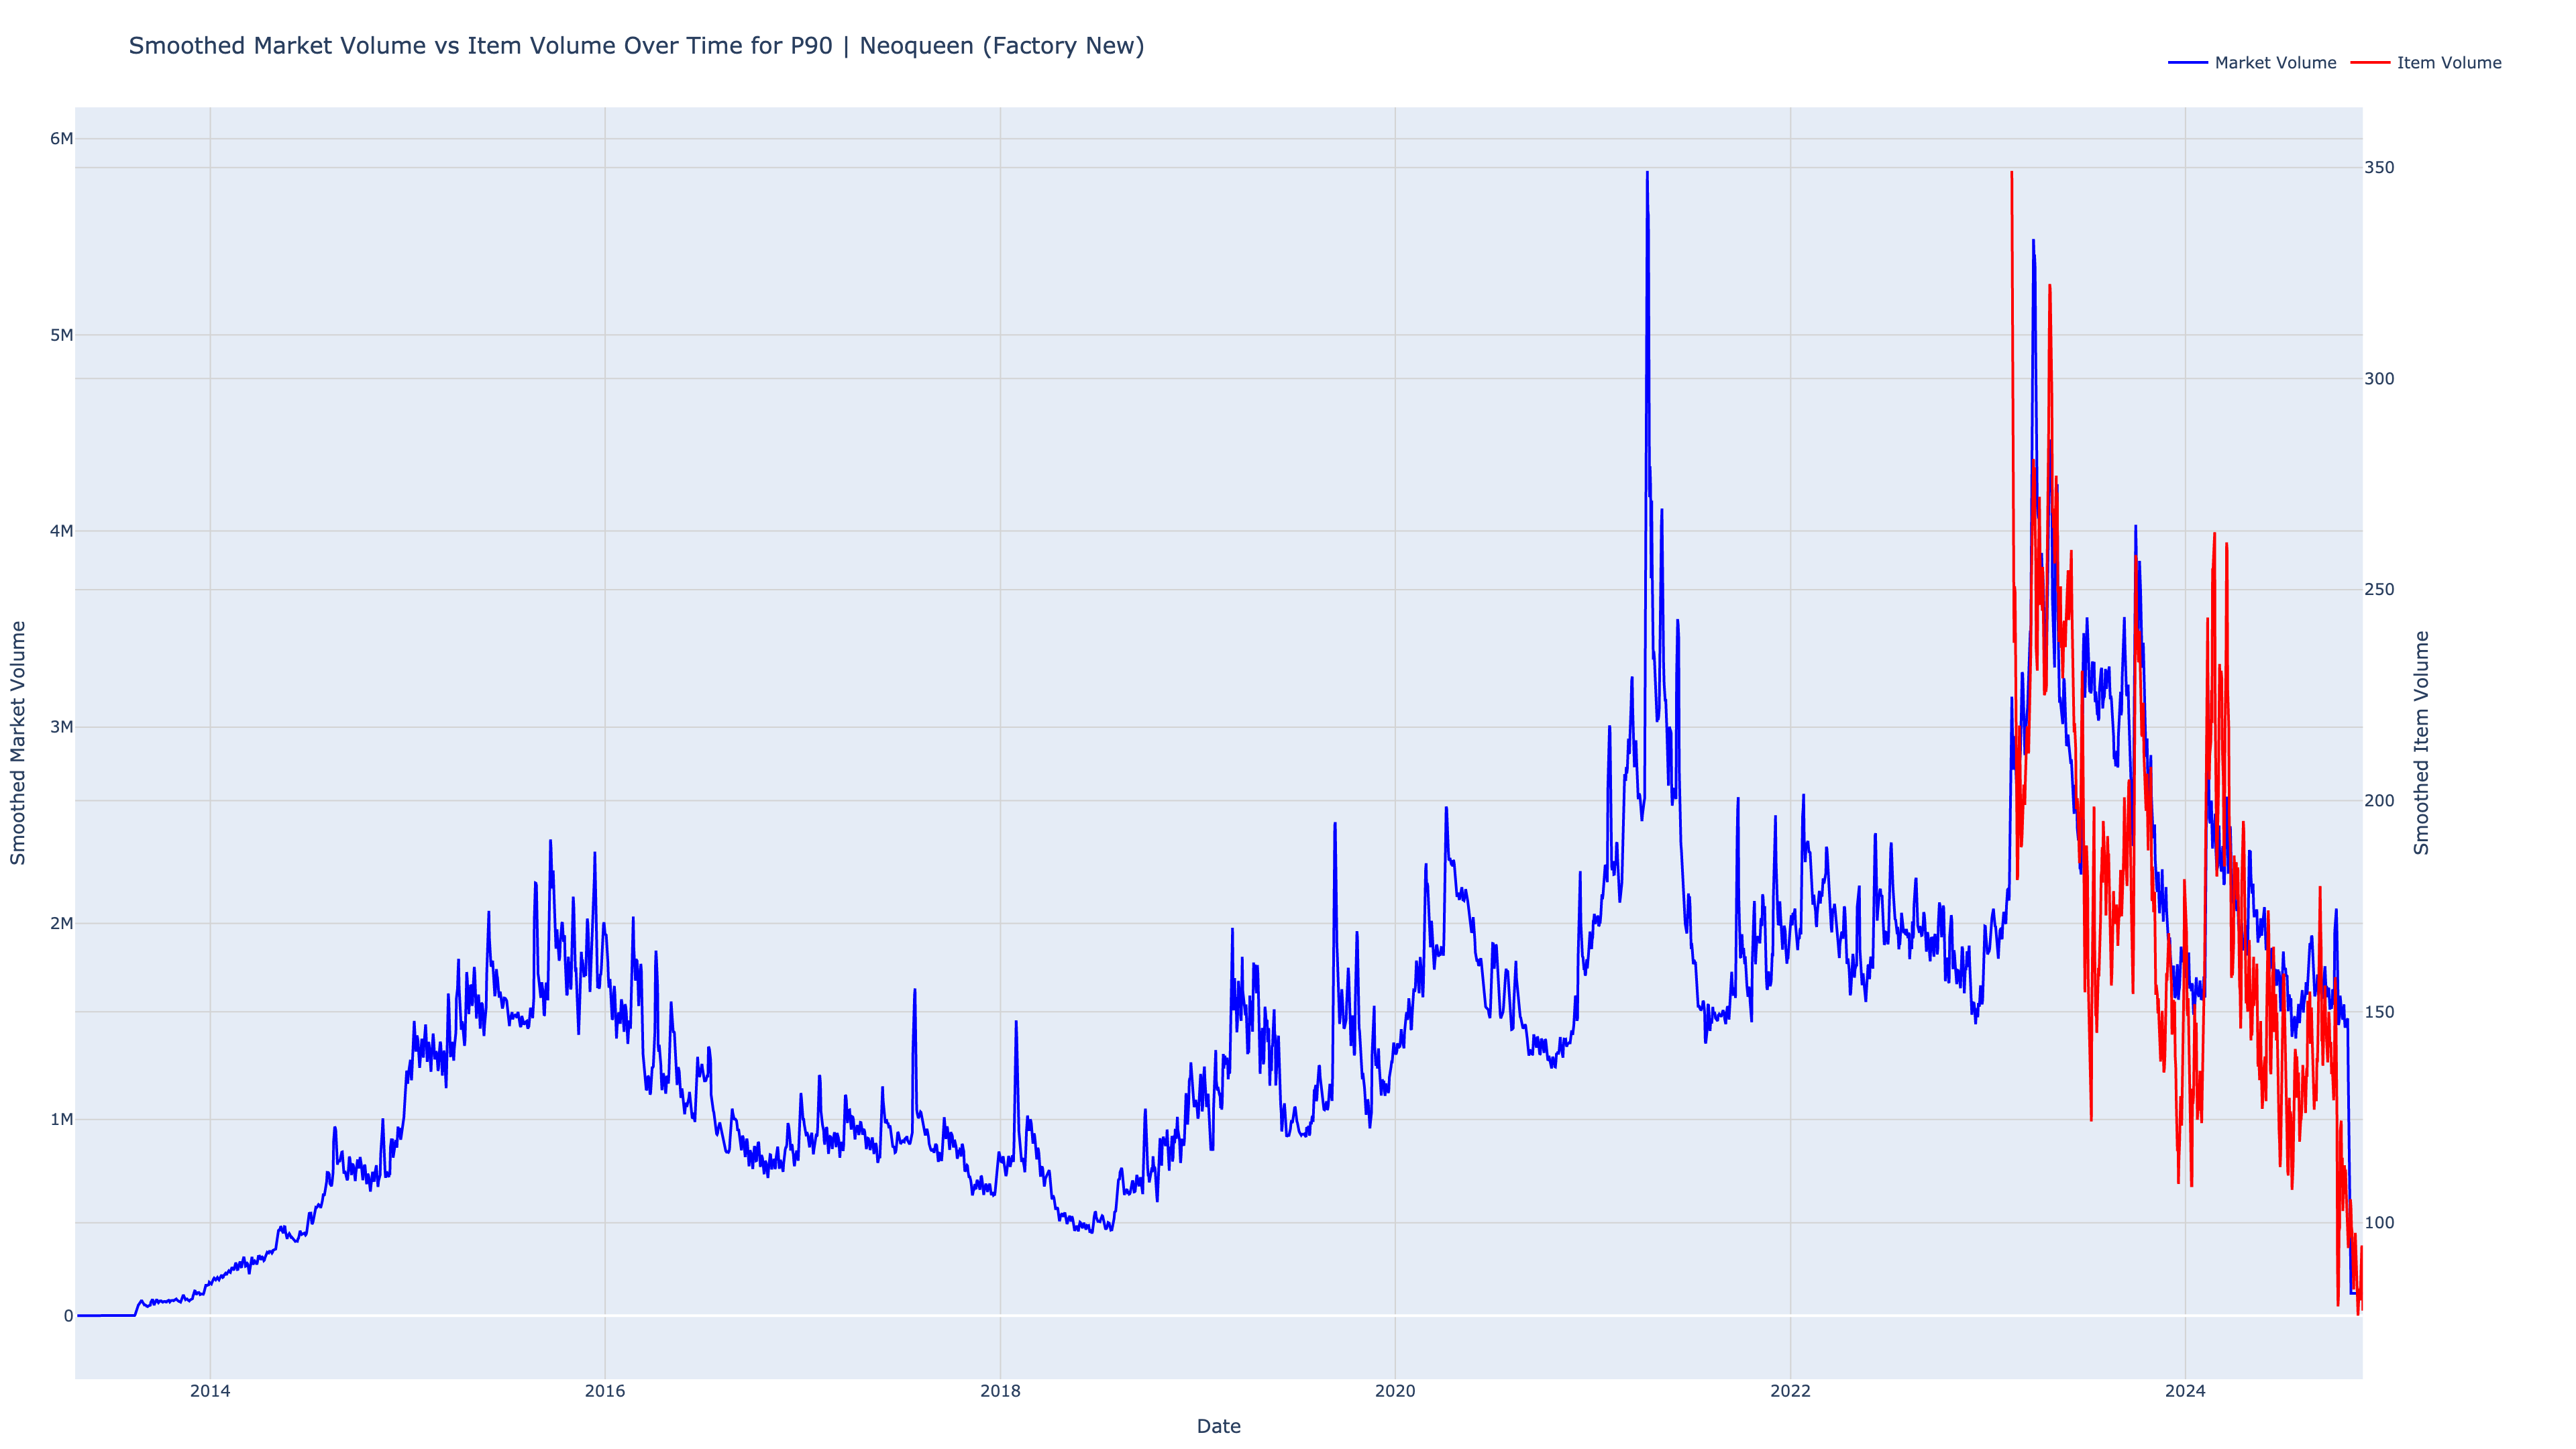 Smoothed Market Volume vs Item Volume Over Time for P90 | Neoqueen (Factory New)
Market Volume
Item Volume
6M
5M
4M
3M
2M
1M
0
Smoothed Market Volume
350
300
250
200
150
100
Smoothed Item Volume
2014
2016
2018
2020
2022
2024
Date